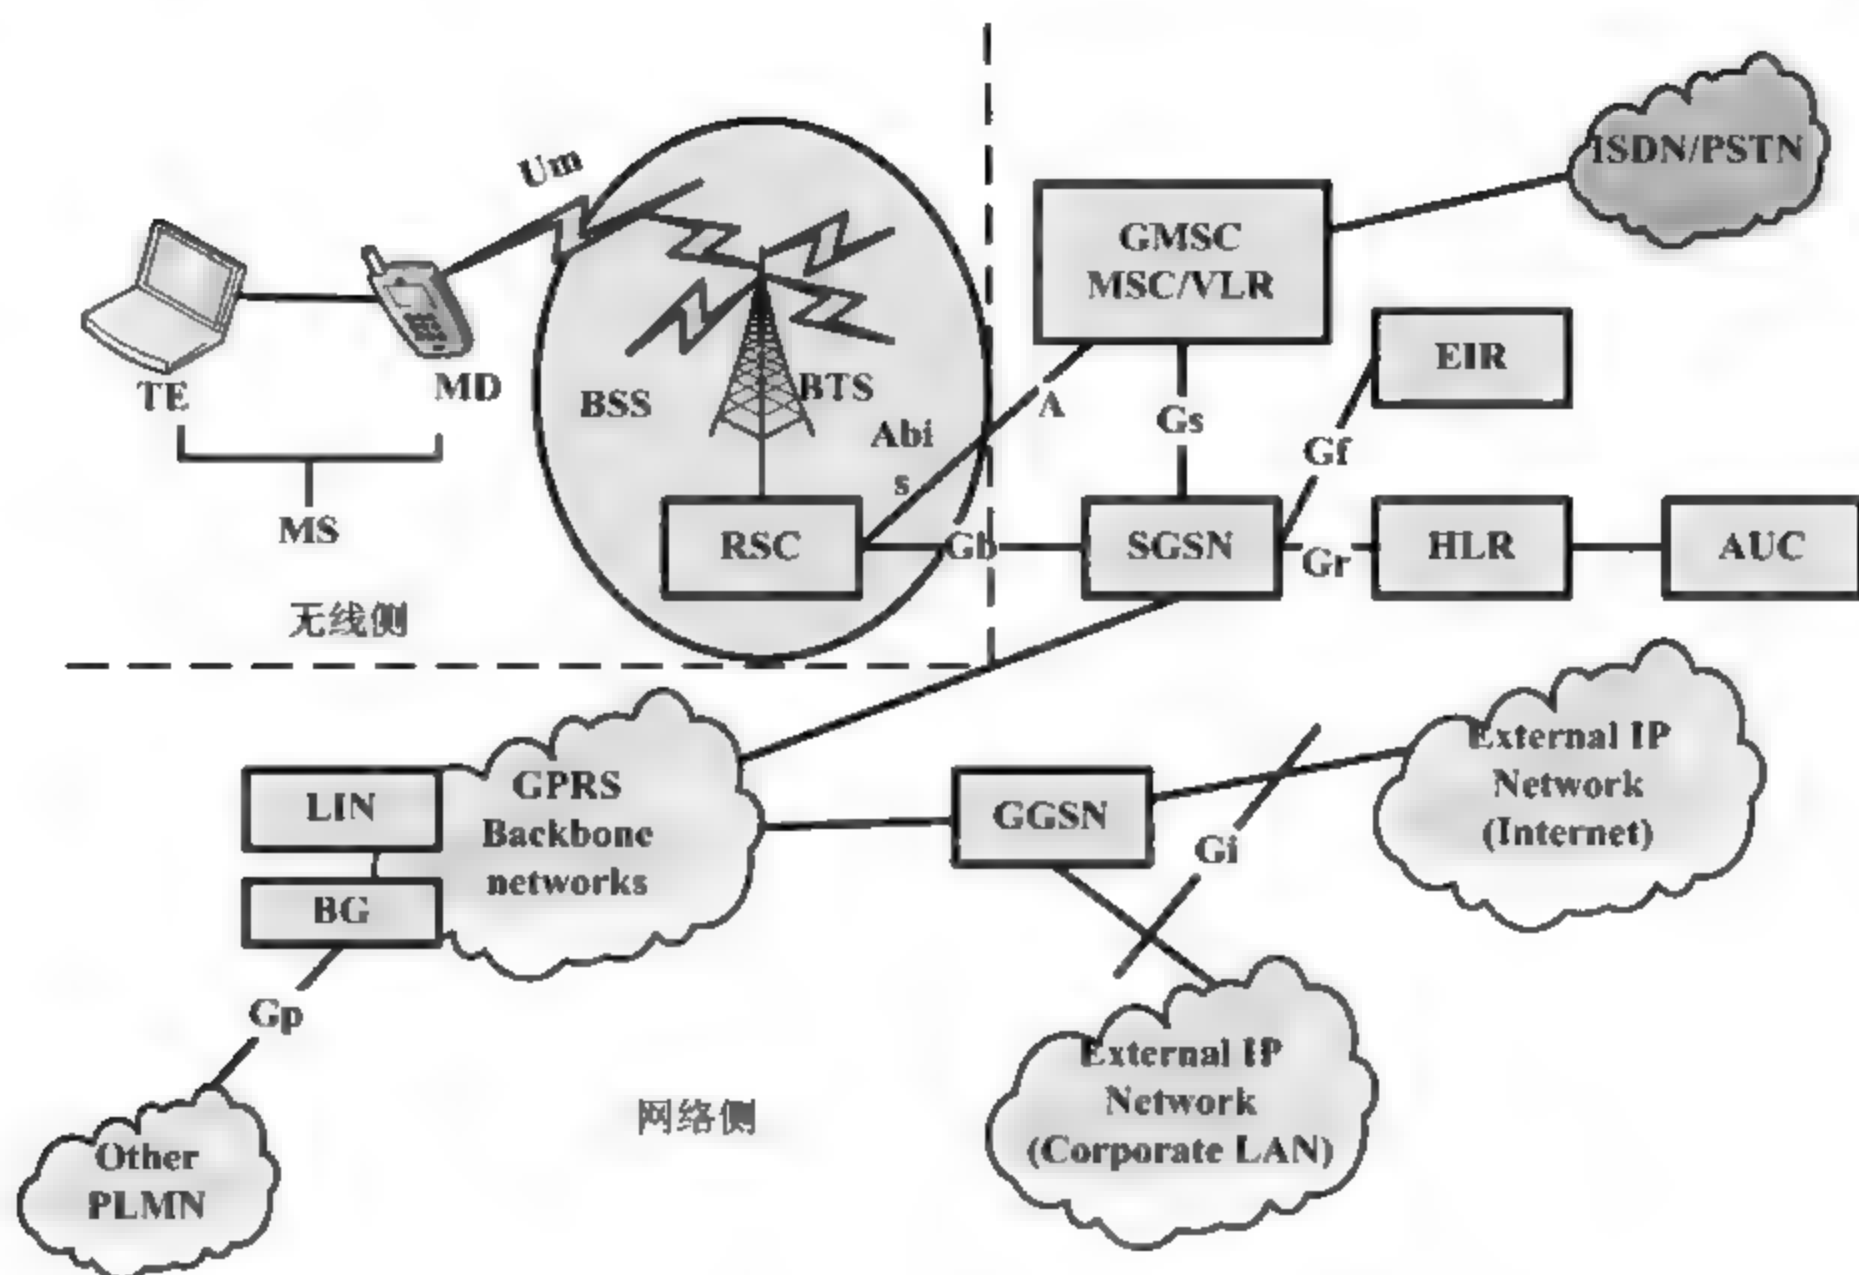 Um
ISDN/PSTN
GMSC
MSC/VLR
EIR
TE
MD
BSS
BTS
A
Gs
Abi
s
Gf
MS
RSC
Gb
SGSN
Gr
HLR
AUC
无线侧
LIN
BG
GPRS
Backbone
networks
GGSN
Gi
External IP
Network
(Internet)
Gp
External IP
Network
(Corporate LAN)
网络侧
Other
PLMN